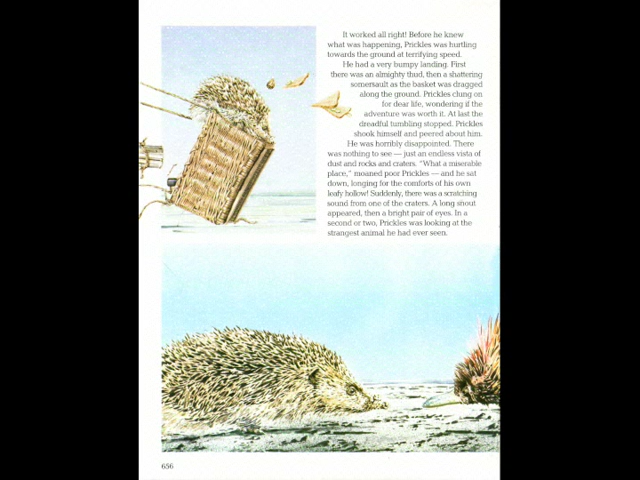 It worked all right! Before he knew
what was happening, Prickles was hurtling
towards the ground at terrifying speed.
He had a very bumpy landing. First
there was an almighty thud, then a shattering
somersault as the basket was dragged
along the ground. Prickles clung on
for dear life, wondering if the
adventure was worth it. At last the
dreadful tumbling stopped. Prickles
shook himself and peered about him.
He was horribly disappointed. There
was nothing to see — just an endless vista of
dust and rocks and craters. "What a miserable
place," moaned poor Prickles — and he sat
down, longing for the comforts of his own
leafy hollow! Suddenly, there was a scratching
sound from one of the craters. A long snout
appeared, then a bright pair of eyes. In a
second or two, Prickles was looking at the
strangest animal he had ever seen.
656